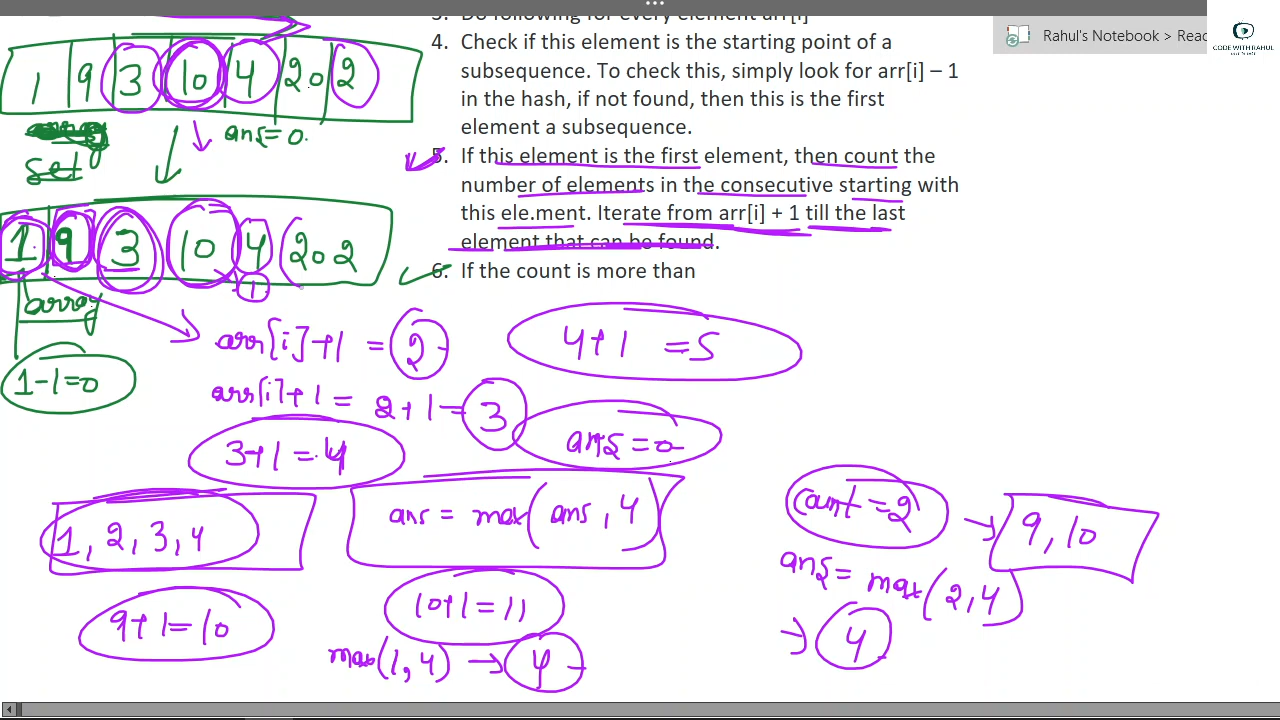 3. Do following for every element arr[i]
4. Check if this element is the starting point of a
subsequence. To check this, simply look for arr[i] – 1
in the hash, if not found, then this is the first
element a subsequence.
5. If this element is the first element, then count the
number of elements in the consecutive starting with
this ele.ment. Iterate from arr[i] + 1 till the last
element that can be found.
6. If the count is more than
Rahul's Notebook > Read
CODE WITH RAHUL
1 9 3 10 4 20 2
array
ans = 0
set
1 9 3 10 4 20 2
1
array
1-1=0
arr[i]+1 = 2
4+1 = 5
arr[i]+1 = 2+1 = 3
3+1 = 4
ans = 0
1, 2, 3, 4
ans = max(ans, 4)
count = 2 → 9, 10
ans = max(2,4)
→ 4
9+1=10
10+1=11
max(1,4) → 4